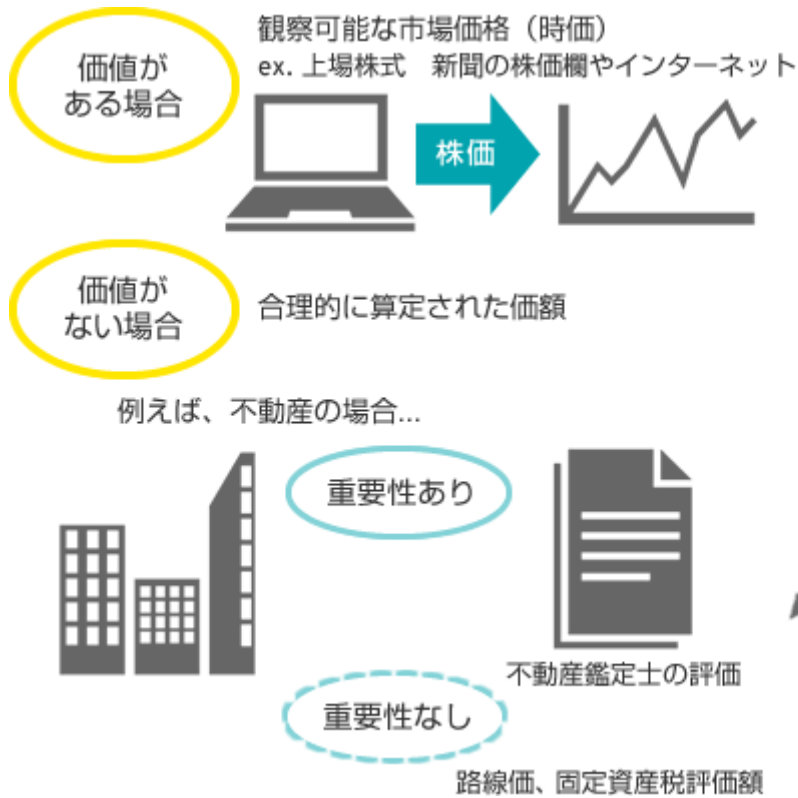 価値が
ある場合
観察可能な市場価格（時価）
ex. 上場株式　新聞の株価欄やインターネット
株価
価値が
ない場合
合理的に算定された価額
例えば、不動産の場合...
重要性あり
不動産鑑定士の評価
重要性なし
路線価、固定資産税評価額